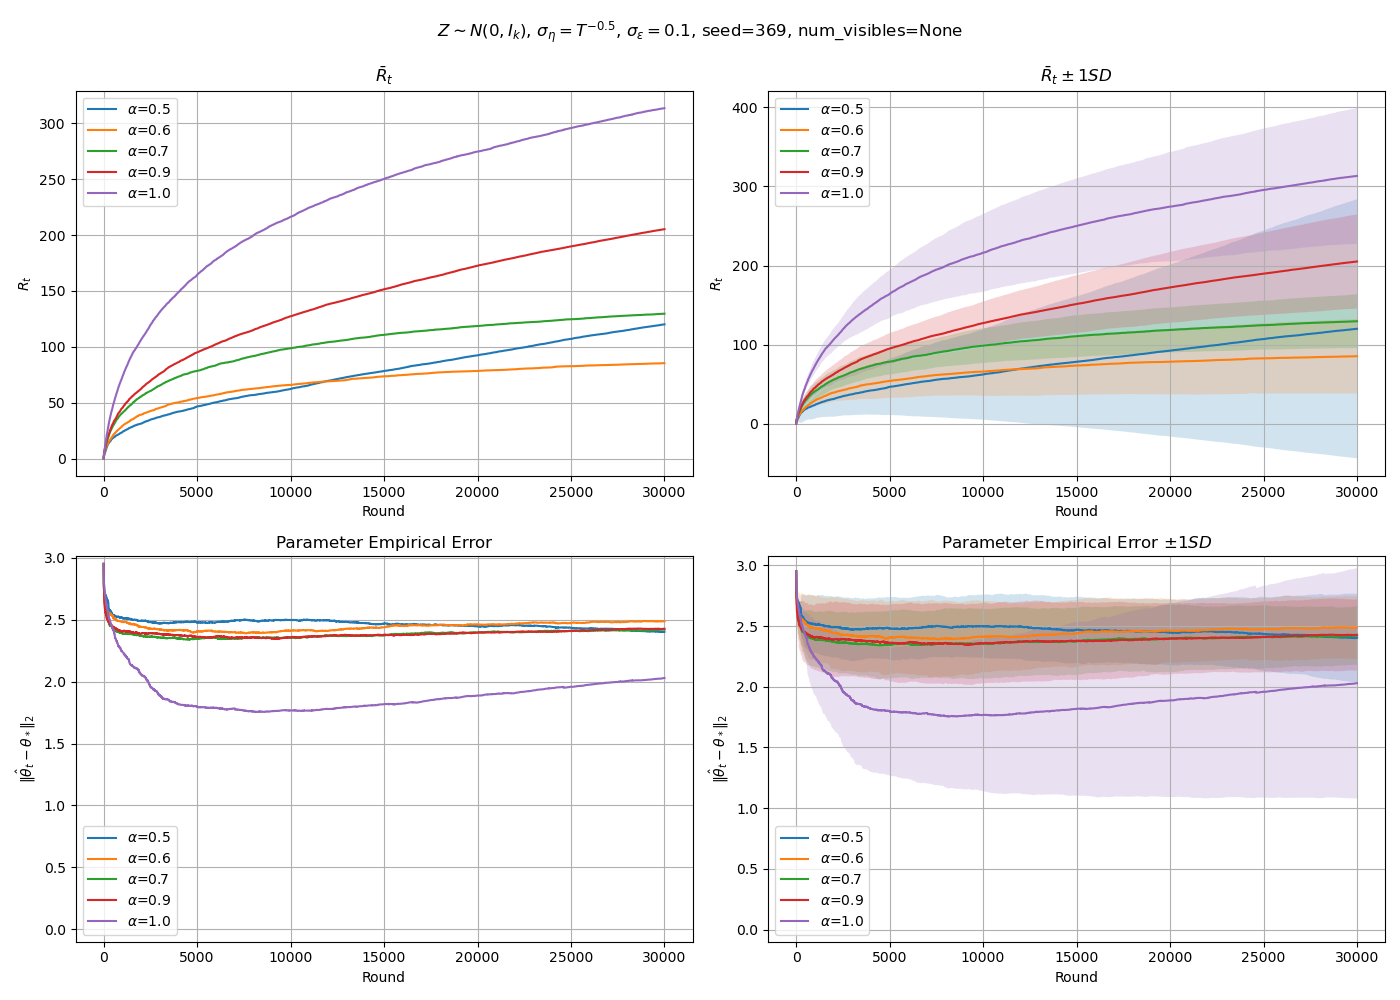 Z ∼ N(0, I_k), σ_η = T^{−0.5}, σ_ε = 0.1, seed=369, num_visibles=None
R̄_t
R_t
300
250
200
150
100
50
0
α=0.5
α=0.6
α=0.7
α=0.9
α=1.0
0 5000 10000 15000 20000 25000 30000
Round
R̄_t ± 1SD
R_t
400
300
200
100
0
α=0.5
α=0.6
α=0.7
α=0.9
α=1.0
0 5000 10000 15000 20000 25000 30000
Round
Parameter Empirical Error
‖θ̂_t − θ_*‖_2
3.0
2.5
2.0
1.5
1.0
0.5
0.0
α=0.5
α=0.6
α=0.7
α=0.9
α=1.0
0 5000 10000 15000 20000 25000 30000
Round
Parameter Empirical Error ±1SD
‖θ̂_t − θ_*‖_2
3.0
2.5
2.0
1.5
1.0
0.5
0.0
α=0.5
α=0.6
α=0.7
α=0.9
α=1.0
0 5000 10000 15000 20000 25000 30000
Round